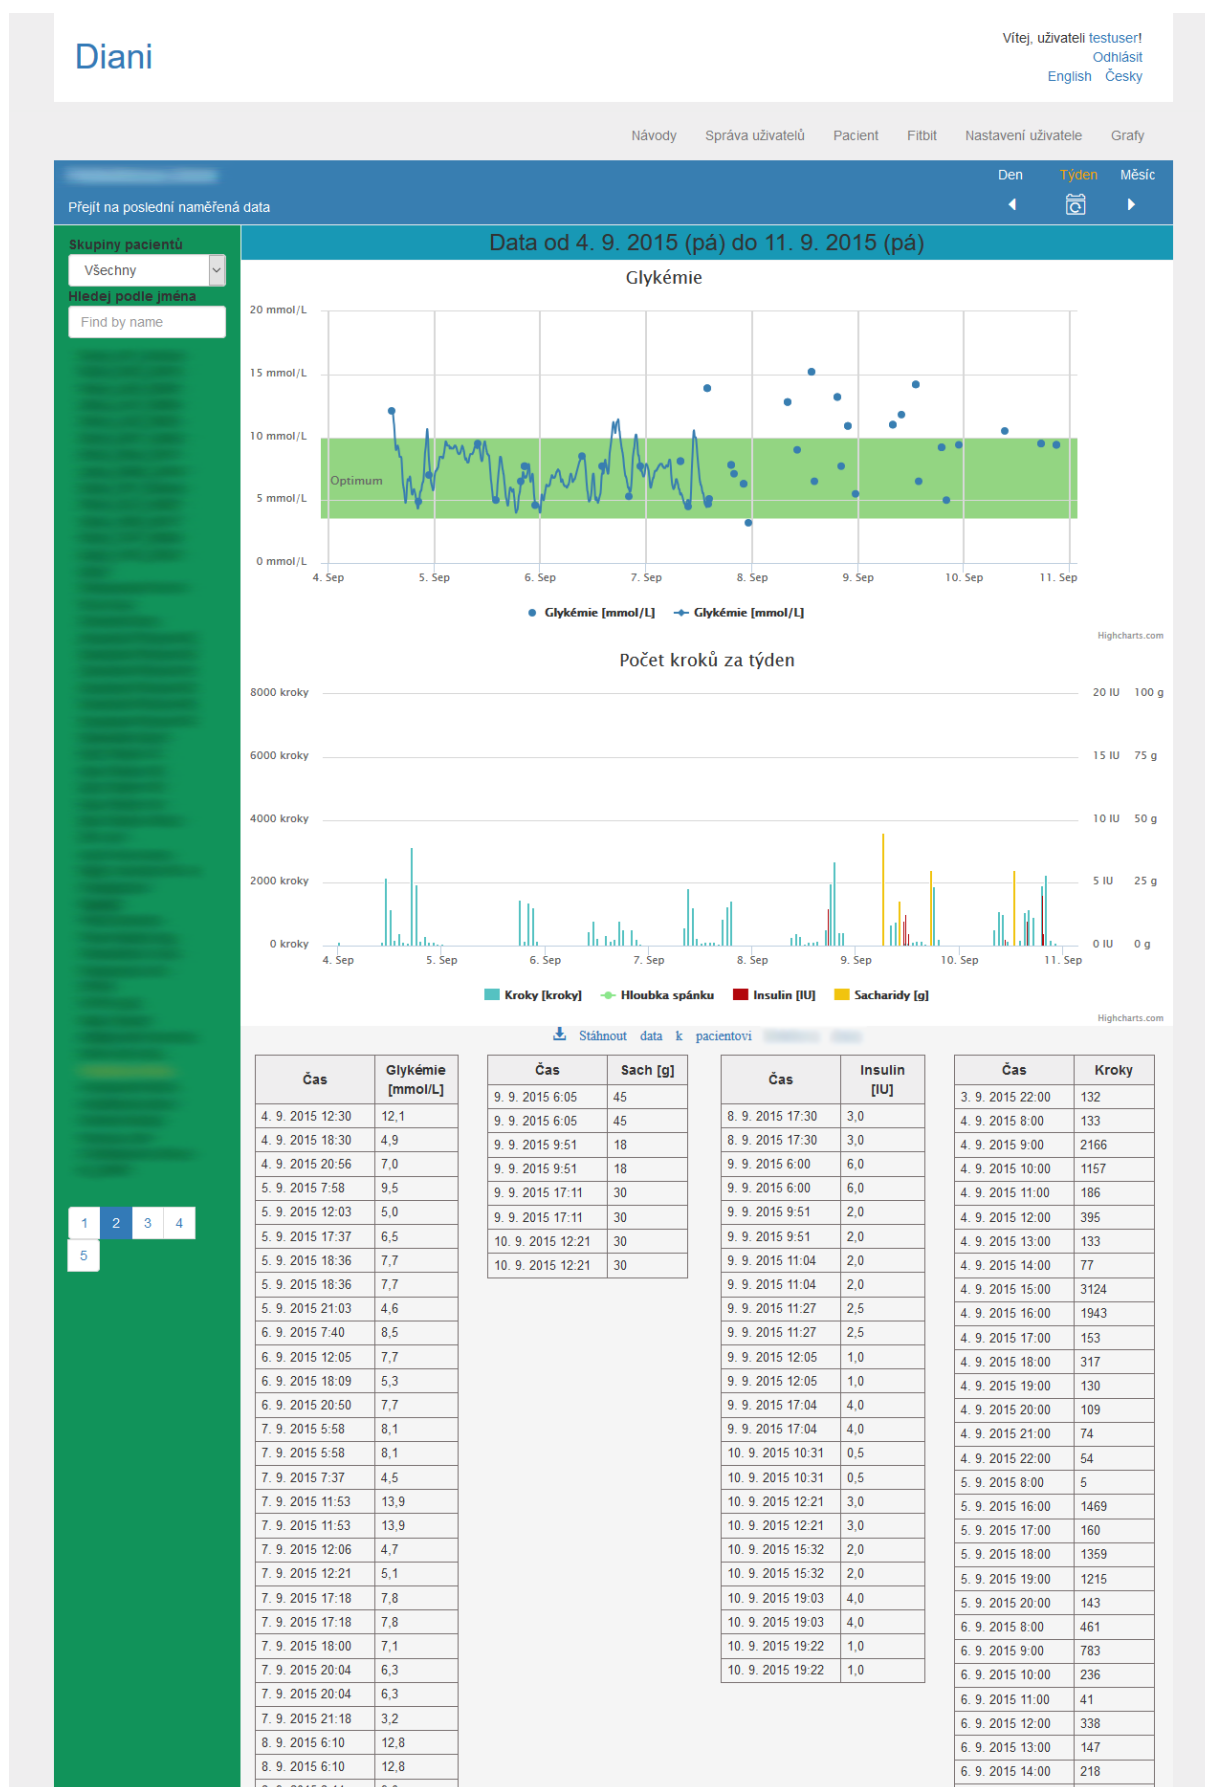 Diani
Vítej, uživateli testuser!
Odhlásit
English Česky
Návody Správa uživatelů Pacient Fitbit Nastavení uživatele Grafy
Den Týden Měsíc
Přejít na poslední naměřená data
Skupiny pacientů
Všechny
Hledej podle jména
Find by name
1 2 3 4
5
Data od 4. 9. 2015 (pá) do 11. 9. 2015 (pá)
Glykémie
20 mmol/L
15 mmol/L
10 mmol/L
Optimum
5 mmol/L
0 mmol/L
4. Sep 5. Sep 6. Sep 7. Sep 8. Sep 9. Sep 10. Sep 11. Sep
Glykémie [mmol/L] Glykémie [mmol/L]
Highcharts.com
Počet kroků za týden
8000 kroky 20 IU 100 g
6000 kroky 15 IU 75 g
4000 kroky 10 IU 50 g
2000 kroky 5 IU 25 g
0 kroky 0 IU 0 g
4. Sep 5. Sep 6. Sep 7. Sep 8. Sep 9. Sep 10. Sep 11. Sep
Kroky [kroky] Hloubka spánku Insulin [IU] Sacharidy [g]
Highcharts.com
Stáhnout data k pacientovi
Čas Glykémie [mmol/L]
4. 9. 2015 12:30 12,1
4. 9. 2015 18:30 4,9
4. 9. 2015 20:56 7,0
5. 9. 2015 7:58 9,5
5. 9. 2015 12:03 5,0
5. 9. 2015 17:37 6,5
5. 9. 2015 18:36 7,7
5. 9. 2015 18:36 7,7
5. 9. 2015 21:03 4,6
6. 9. 2015 7:40 8,5
6. 9. 2015 12:05 7,7
6. 9. 2015 18:09 5,3
6. 9. 2015 20:50 7,7
7. 9. 2015 5:58 8,1
7. 9. 2015 5:58 8,1
7. 9. 2015 7:37 4,5
7. 9. 2015 11:53 13,9
7. 9. 2015 11:53 13,9
7. 9. 2015 12:06 4,7
7. 9. 2015 12:21 5,1
7. 9. 2015 17:18 7,8
7. 9. 2015 17:18 7,8
7. 9. 2015 18:00 7,1
7. 9. 2015 20:04 6,3
7. 9. 2015 20:04 6,3
7. 9. 2015 21:18 3,2
8. 9. 2015 6:10 12,8
8. 9. 2015 6:10 12,8
Čas Sach [g]
9. 9. 2015 6:05 45
9. 9. 2015 6:05 45
9. 9. 2015 9:51 18
9. 9. 2015 9:51 18
9. 9. 2015 17:11 30
9. 9. 2015 17:11 30
10. 9. 2015 12:21 30
10. 9. 2015 12:21 30
Čas Insulin [IU]
8. 9. 2015 17:30 3,0
8. 9. 2015 17:30 3,0
9. 9. 2015 6:00 6,0
9. 9. 2015 6:00 6,0
9. 9. 2015 9:51 2,0
9. 9. 2015 9:51 2,0
9. 9. 2015 11:04 2,0
9. 9. 2015 11:04 2,0
9. 9. 2015 11:27 2,5
9. 9. 2015 11:27 2,5
9. 9. 2015 12:05 1,0
9. 9. 2015 12:05 1,0
9. 9. 2015 17:04 4,0
9. 9. 2015 17:04 4,0
10. 9. 2015 10:31 0,5
10. 9. 2015 10:31 0,5
10. 9. 2015 12:21 3,0
10. 9. 2015 12:21 3,0
10. 9. 2015 15:32 2,0
10. 9. 2015 15:32 2,0
10. 9. 2015 19:03 4,0
10. 9. 2015 19:03 4,0
10. 9. 2015 19:22 1,0
10. 9. 2015 19:22 1,0
Čas Kroky
3. 9. 2015 22:00 132
4. 9. 2015 8:00 133
4. 9. 2015 9:00 2166
4. 9. 2015 10:00 1157
4. 9. 2015 11:00 186
4. 9. 2015 12:00 395
4. 9. 2015 13:00 133
4. 9. 2015 14:00 77
4. 9. 2015 15:00 3124
4. 9. 2015 16:00 1943
4. 9. 2015 17:00 153
4. 9. 2015 18:00 317
4. 9. 2015 19:00 130
4. 9. 2015 20:00 109
4. 9. 2015 21:00 74
4. 9. 2015 22:00 54
5. 9. 2015 8:00 5
5. 9. 2015 16:00 1469
5. 9. 2015 17:00 160
5. 9. 2015 18:00 1359
5. 9. 2015 19:00 1215
5. 9. 2015 20:00 143
6. 9. 2015 8:00 461
6. 9. 2015 9:00 783
6. 9. 2015 10:00 236
6. 9. 2015 11:00 41
6. 9. 2015 12:00 338
6. 9. 2015 13:00 147
6. 9. 2015 14:00 218